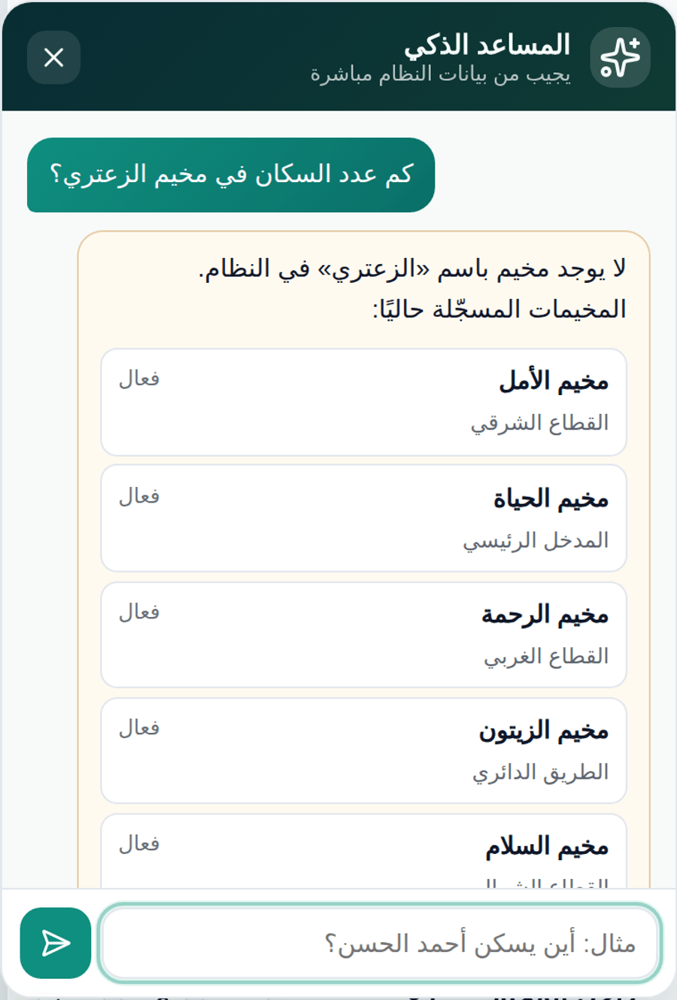 المساعد الذكي
يجيب من بيانات النظام مباشرة
كم عدد السكان في مخيم الزعتري؟
لا يوجد مخيم باسم «الزعتري» في النظام.
المخيمات المسجّلة حاليًا:
مخيم الأمل
فعال
القطاع الشرقي
مخيم الحياة
فعال
المدخل الرئيسي
مخيم الرحمة
فعال
القطاع الغربي
مخيم الزيتون
فعال
الطريق الدائري
مخيم السلام
فعال
مثال: أين يسكن أحمد الحسن؟